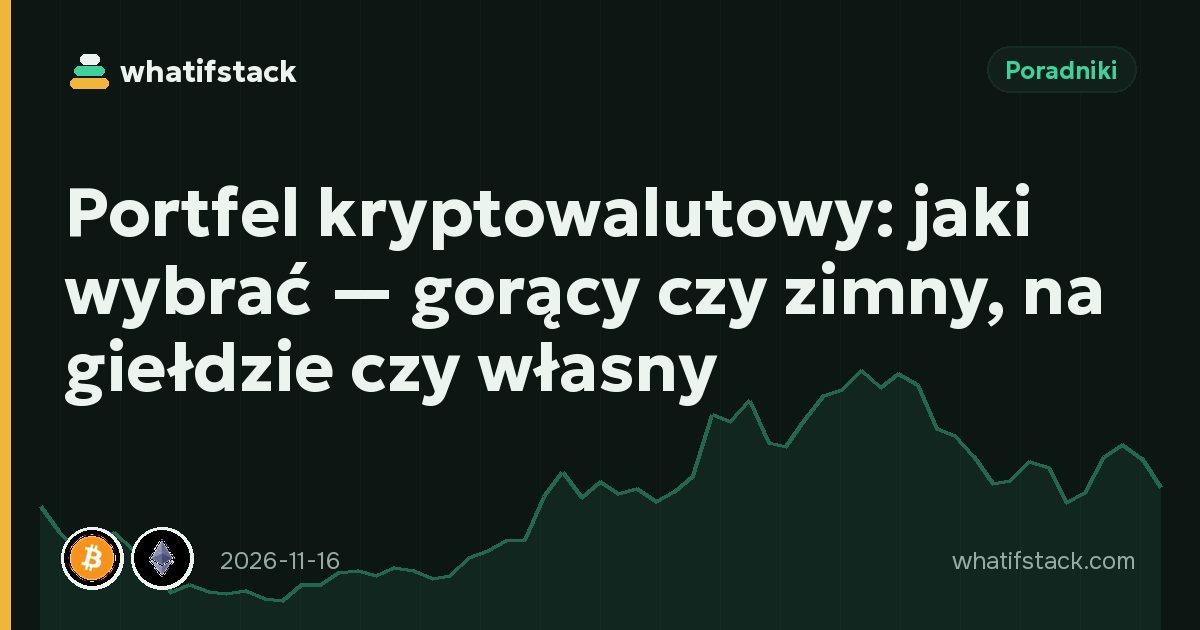 whatifstack
Poradniki
Portfel kryptowalutowy: jaki
wybrać — gorący czy zimny, na
giełdzie czy własny
2026-11-16
whatifstack.com